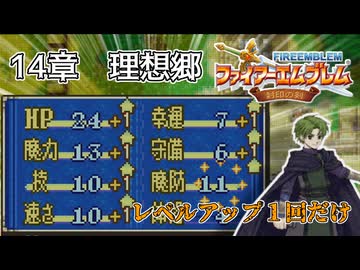 14章 理想郷
FIREEMBLEM
ファイアーエムブレム
封印の剣
HP 24+1 幸運 7+1
魔力 13+1 守備 6+1
技 10+1 魔防 11
速さ 10+1
レベルアップ1回だけ